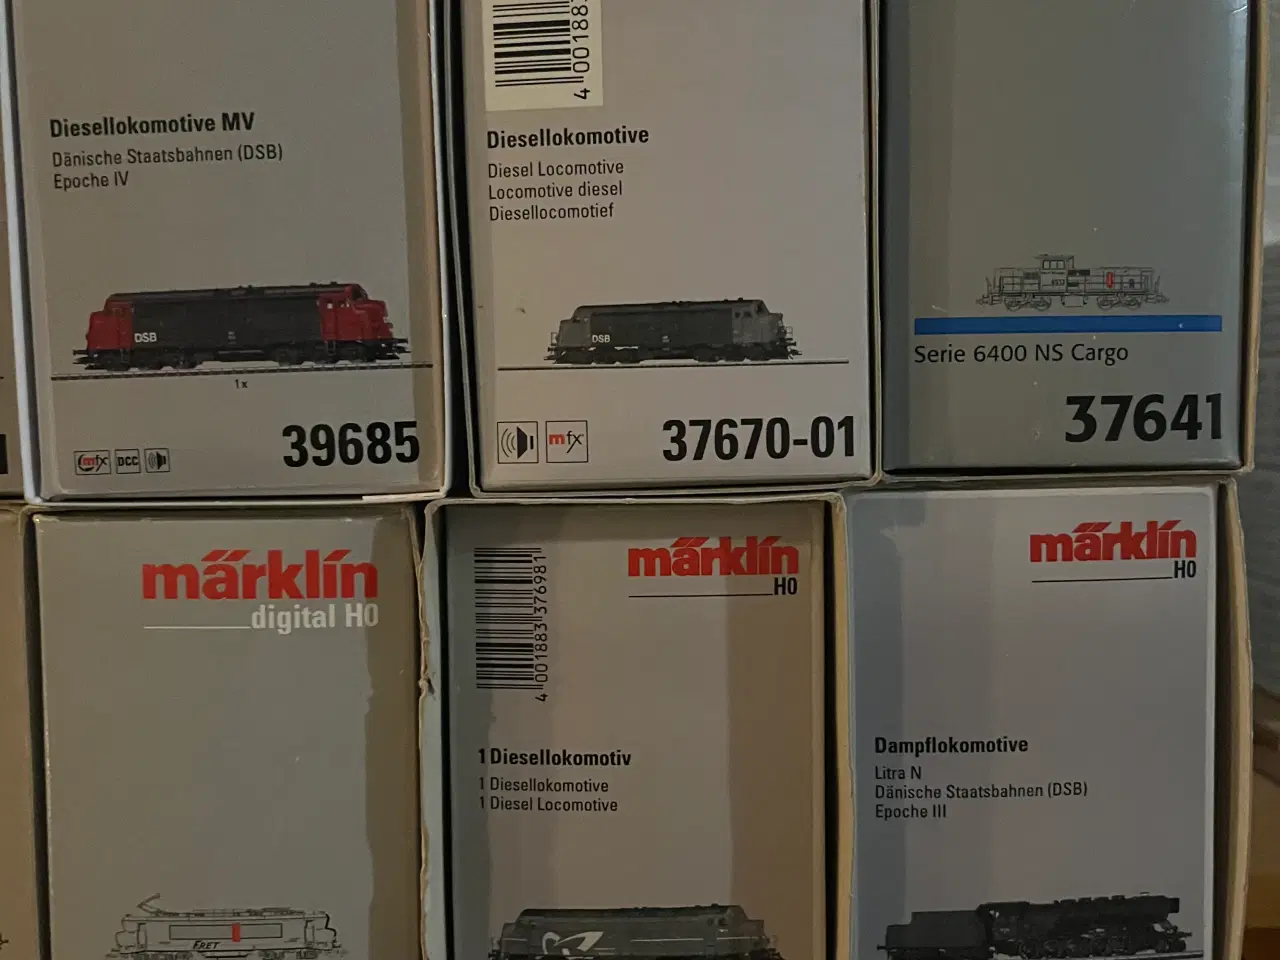 Diesellokomotive MV
Dänische Staatsbahnen (DSB)
Epoche IV
DSB
1x
mfx DCC
39685
4 00188
Diesellokomotive
Diesel Locomotive
Locomotive diesel
Diesellocomotief
DSB
mfx
37670-01
Serie 6400 NS Cargo
37641
märklin
digital H0
FRET
4 001883 376981
märklin
H0
1 Diesellokomotiv
1 Diesellokomotive
1 Diesel Locomotive
märklin
H0
Dampflokomotive
Litra N
Dänische Staatsbahnen (DSB)
Epoche III